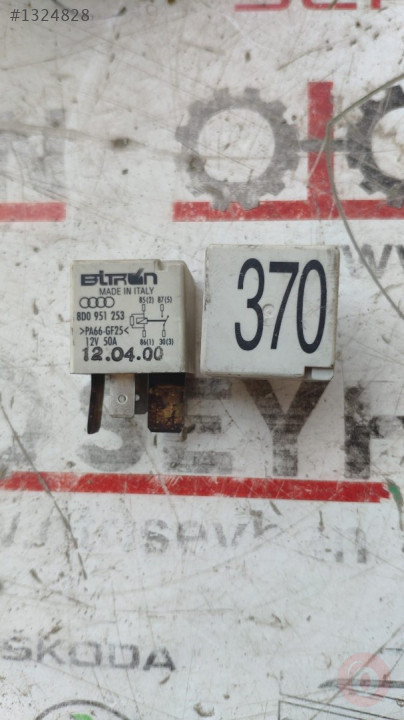 #1324828
BITRON
MADE IN ITALY
85(2) 87(5)
8D0 951 253
>PA66-GF25<
86(1) 30(3)
12V 50A
12.04.00
370
SEYH
ŠKODA